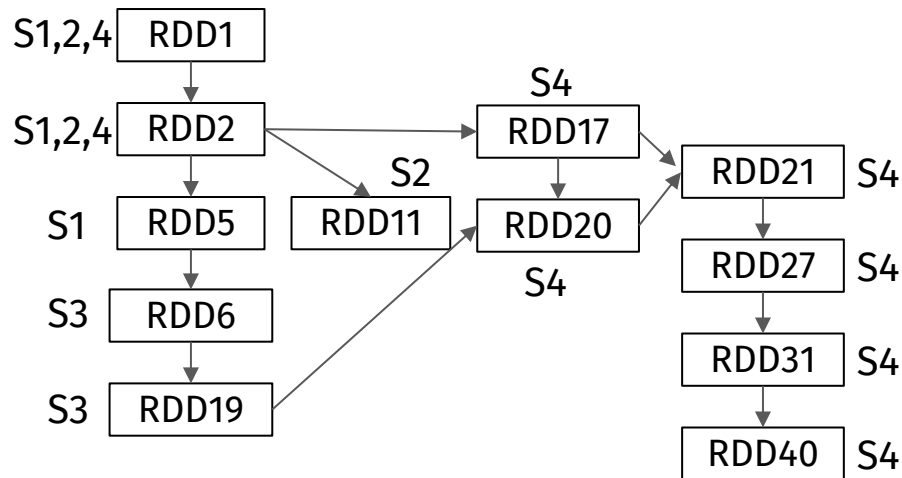 S1,2,4 RDD1
S4
S1,2,4 RDD2 RDD17
S2 RDD21 S4
S1 RDD5 RDD11 RDD20
S4 RDD27 S4
S3 RDD6
RDD31 S4
S3 RDD19
RDD40 S4